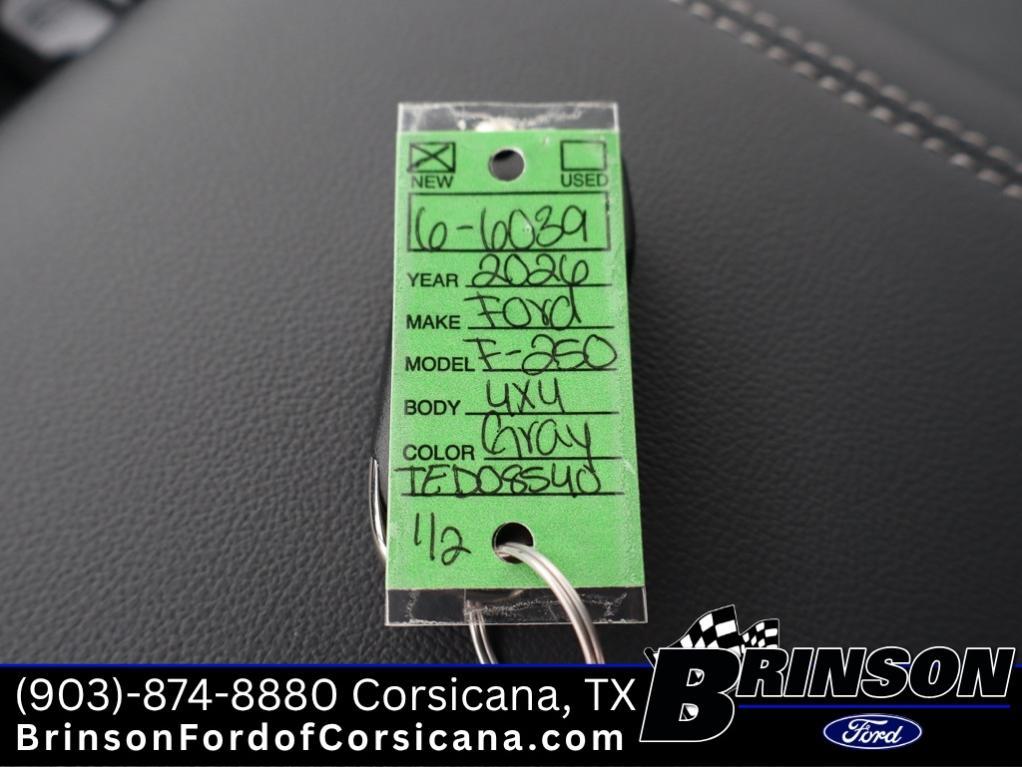 NEW USED
6-6039
YEAR 2026
MAKE Ford
MODEL F-250
BODY 4X4
COLOR Gray
TED08540
1/2
(903)-874-8880 Corsicana, TX
BrinsonFordofCorsicana.com
BRINSON
Ford